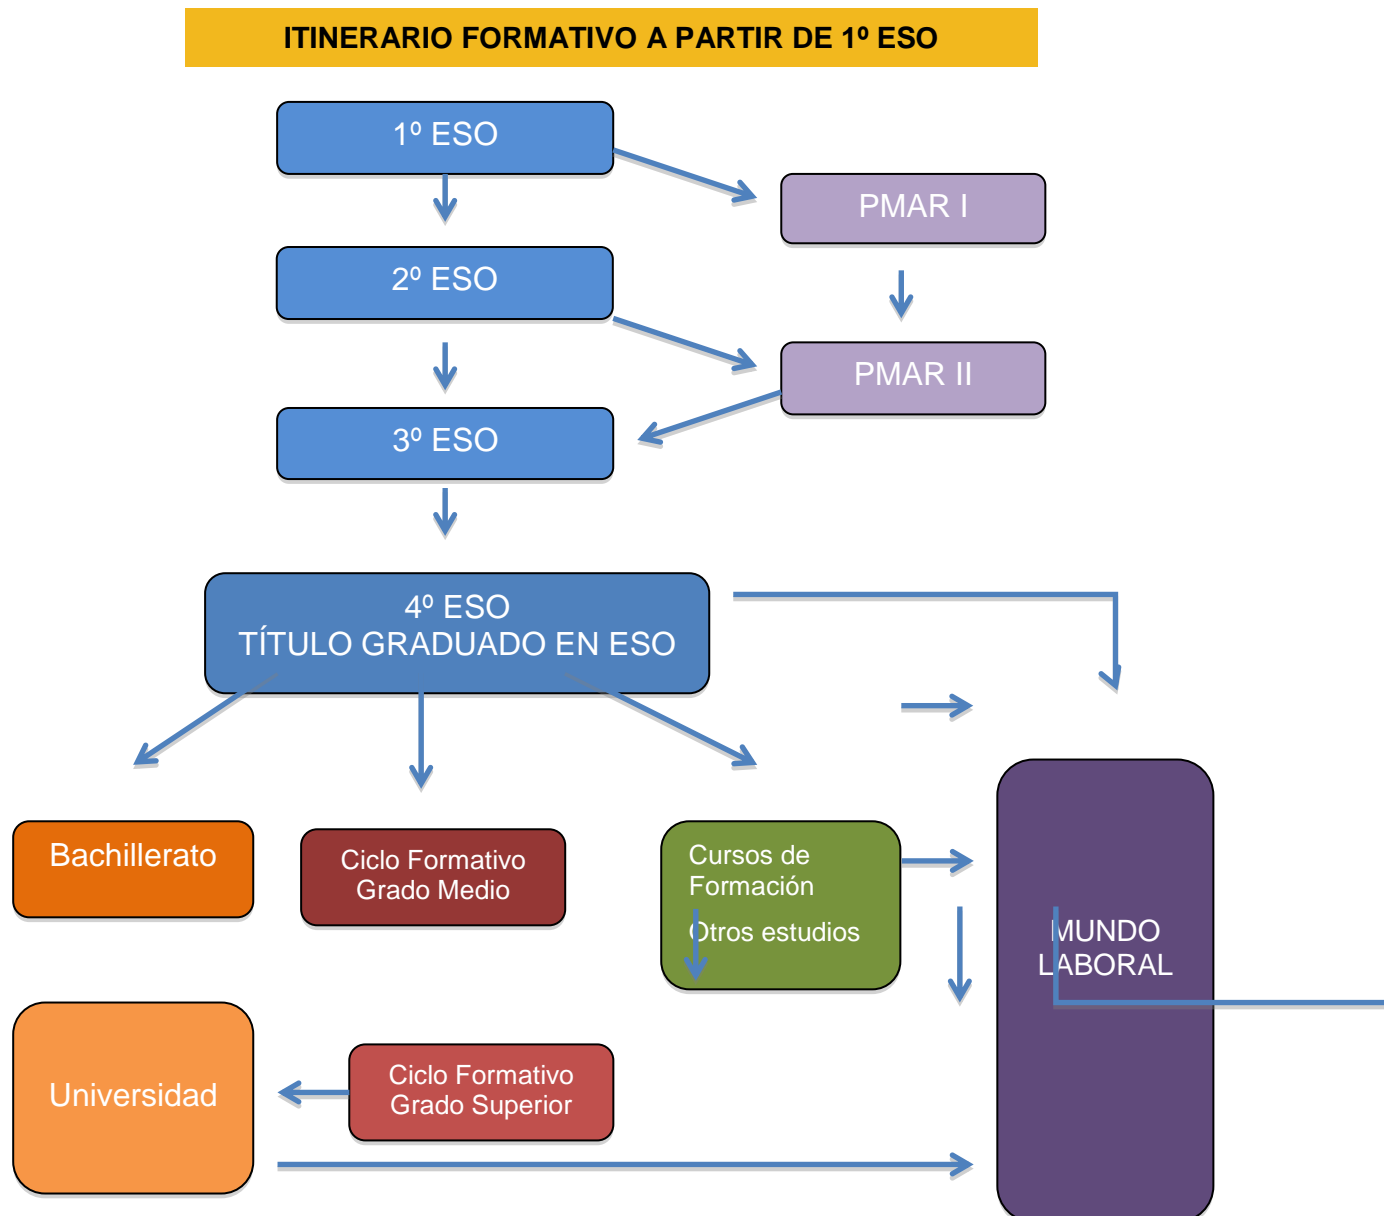 ITINERARIO FORMATIVO A PARTIR DE 1º ESO
1º ESO
PMAR I
2º ESO
PMAR II
3º ESO
4º ESO
TÍTULO GRADUADO EN ESO
Bachillerato
Ciclo Formativo
Grado Medio
Cursos de
Formación
Otros estudios
MUNDO
LABORAL
Universidad
Ciclo Formativo
Grado Superior